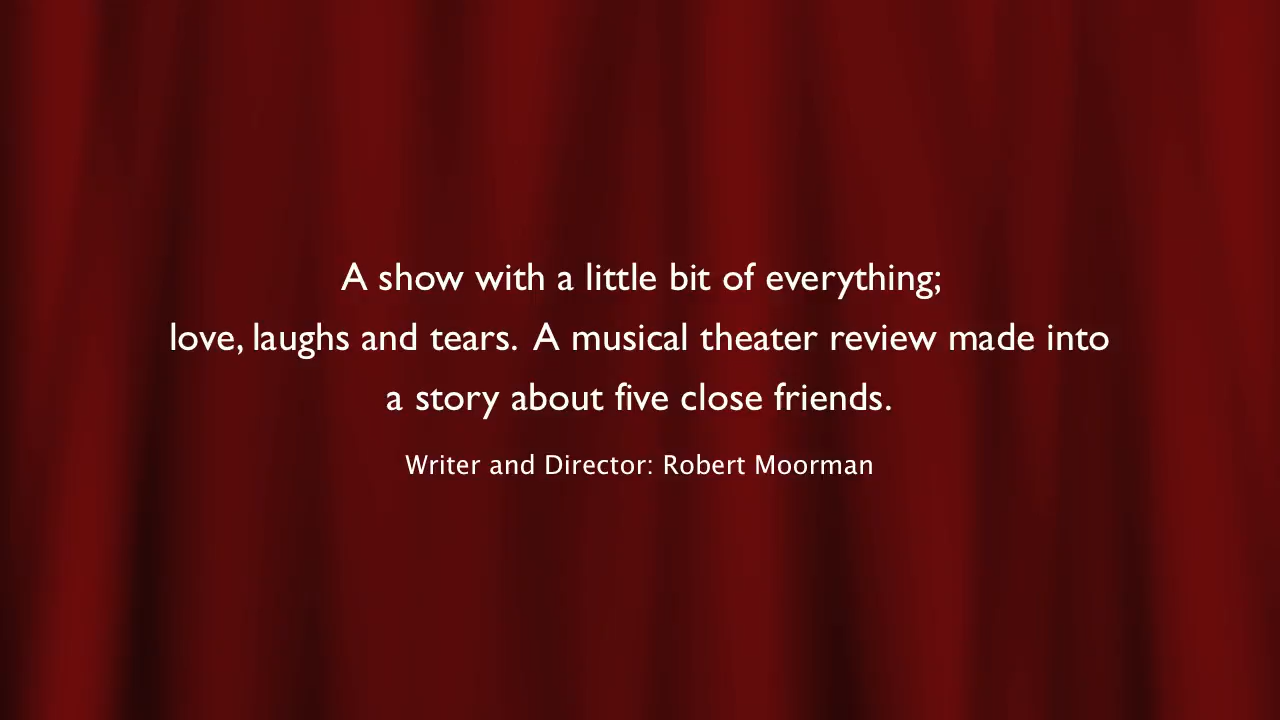 A show with a little bit of everything;
love, laughs and tears. A musical theater review made into
a story about five close friends.
Writer and Director: Robert Moorman